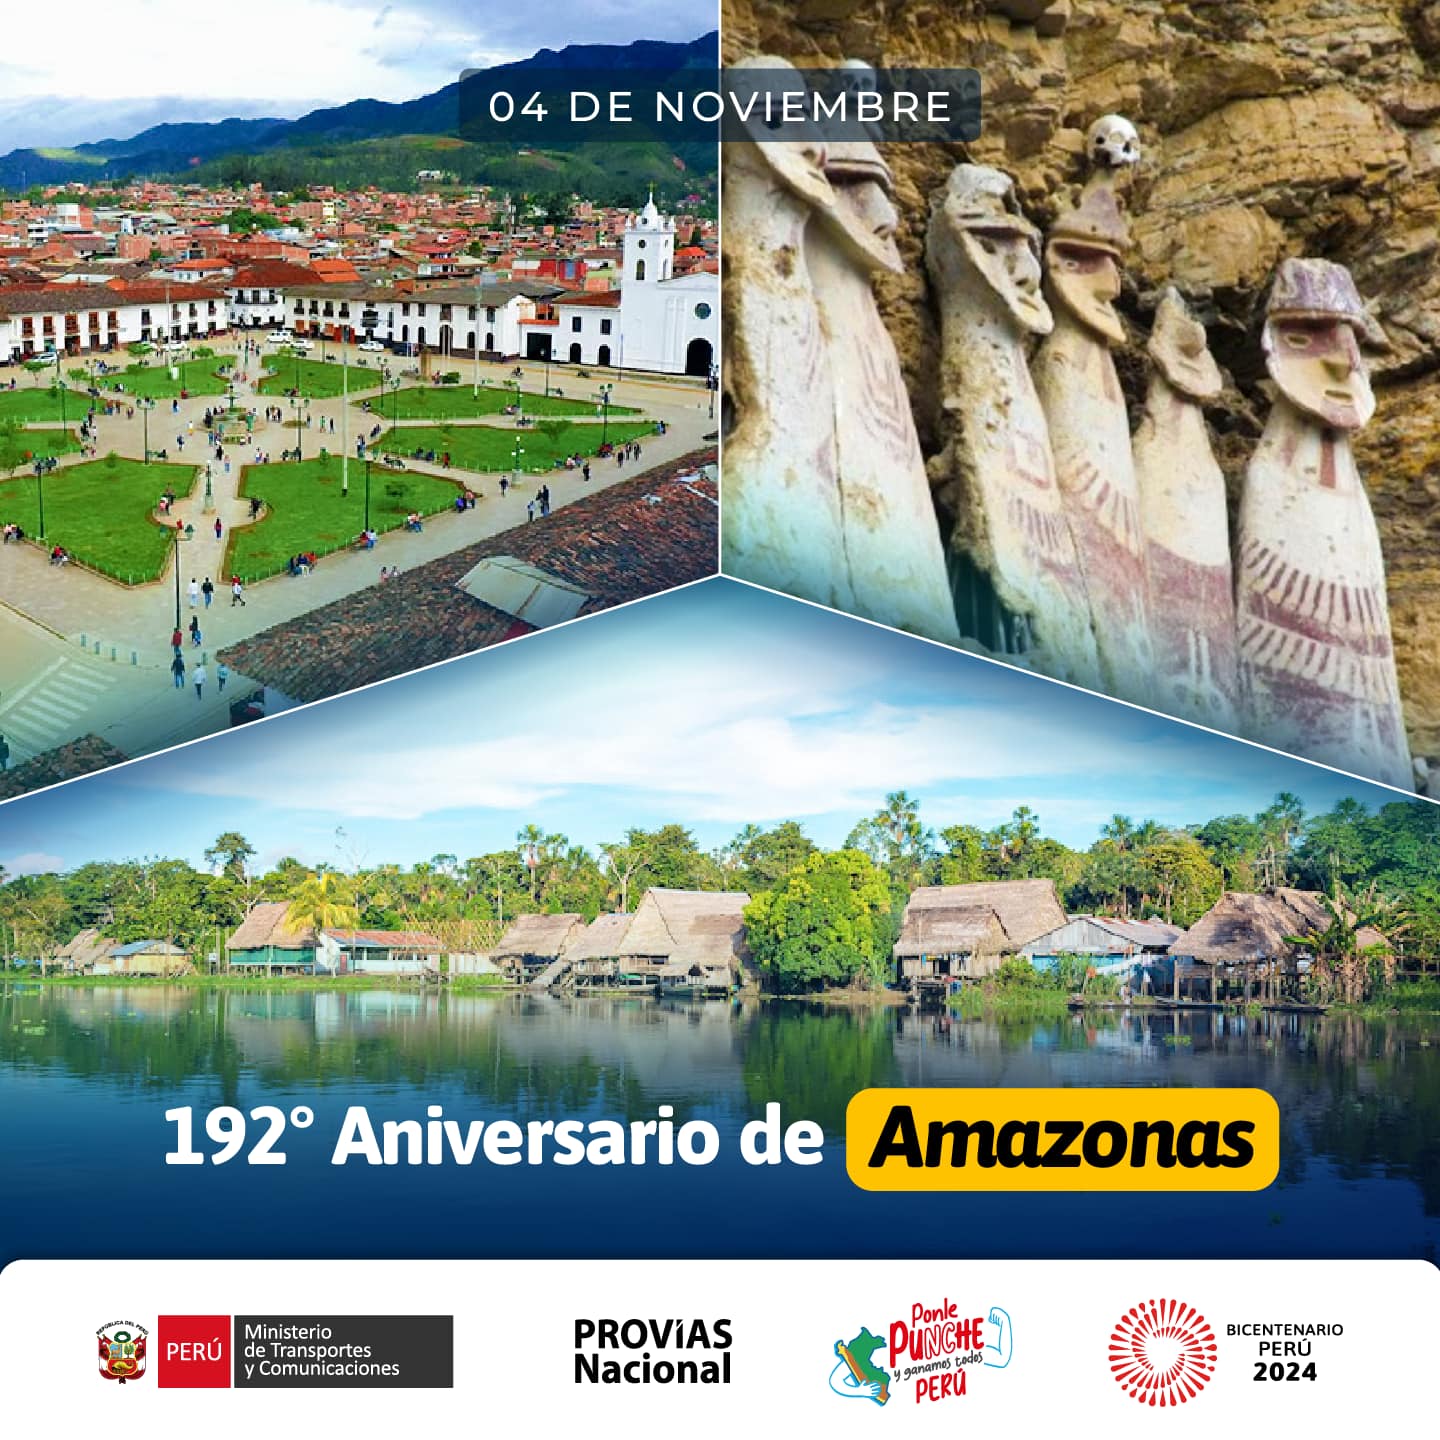 04 DE NOVIEMBRE
192° Aniversario de Amazonas
REPÚBLICA DEL PERÚ
PERÚ
Ministerio
de Transportes
y Comunicaciones
PROVÍAS
Nacional
Ponle
PUNCHE
y ganamos todos
PERÚ
BICENTENARIO
PERÚ
2024